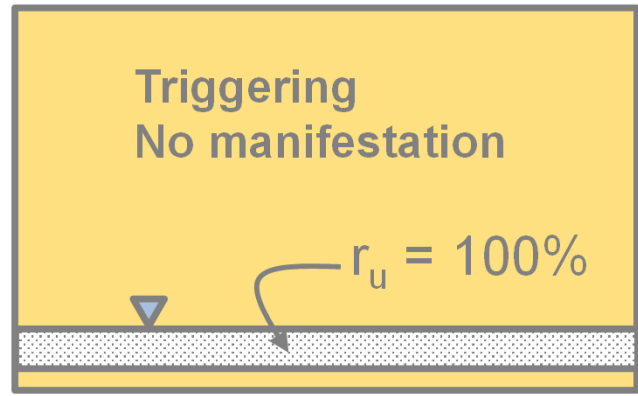 Triggering
No manifestation
rᵤ = 100%